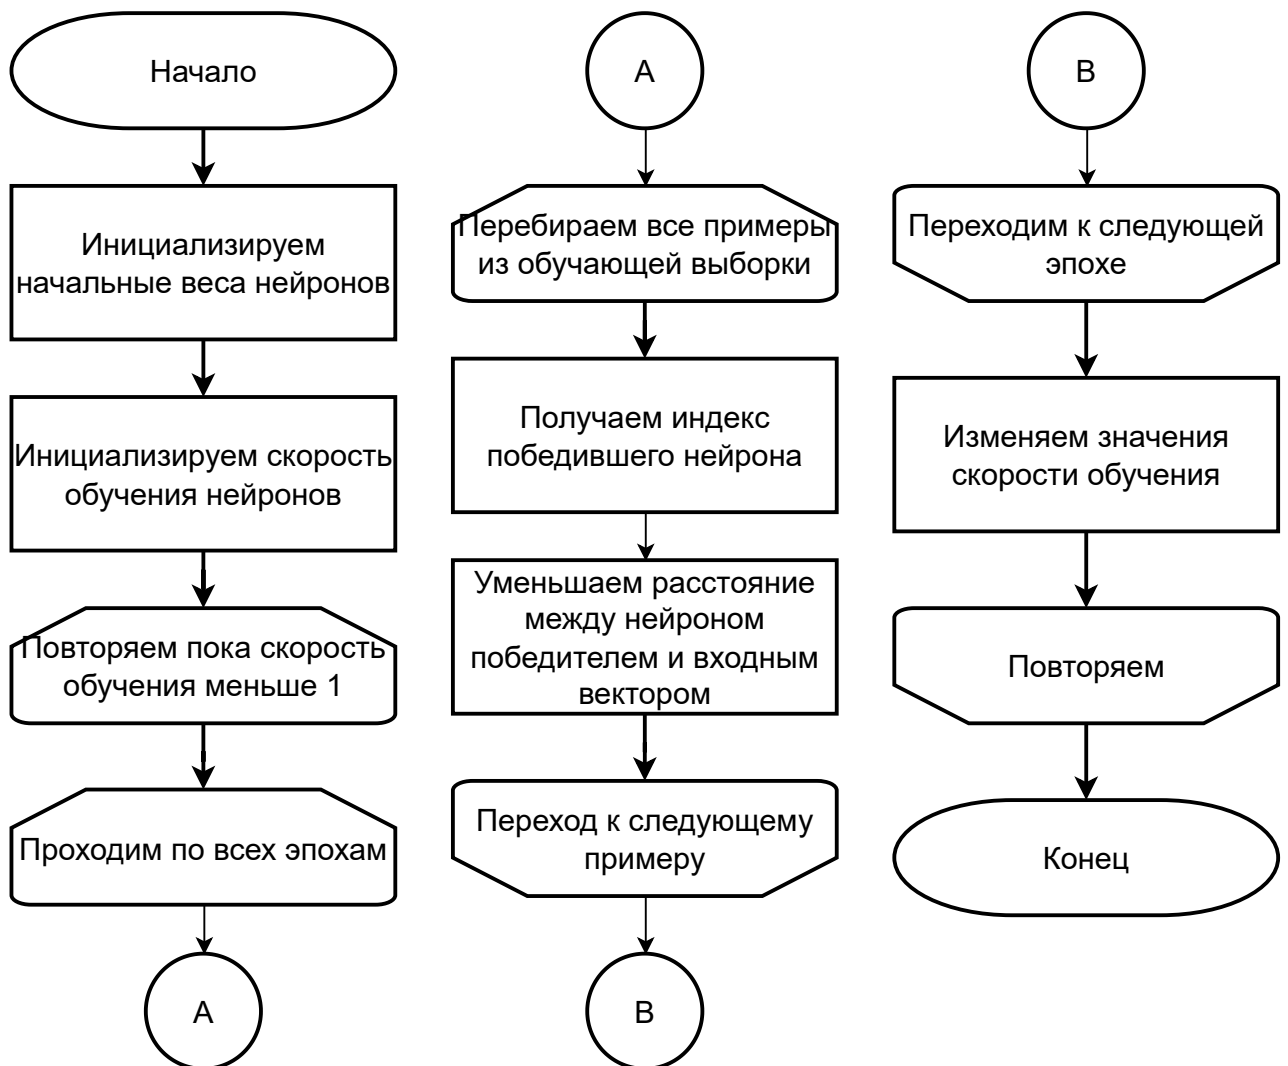 Начало
Инициализируем
начальные веса нейронов
Инициализируем скорость
обучения нейронов
Повторяем пока скорость
обучения меньше 1
Проходим по всех эпохам
A
A
Перебираем все примеры
из обучающей выборки
Получаем индекс
победившего нейрона
Уменьшаем расстояние
между нейроном
победителем и входным
вектором
Переход к следующему
примеру
B
B
Переходим к следующей
эпохе
Изменяем значения
скорости обучения
Повторяем
Конец